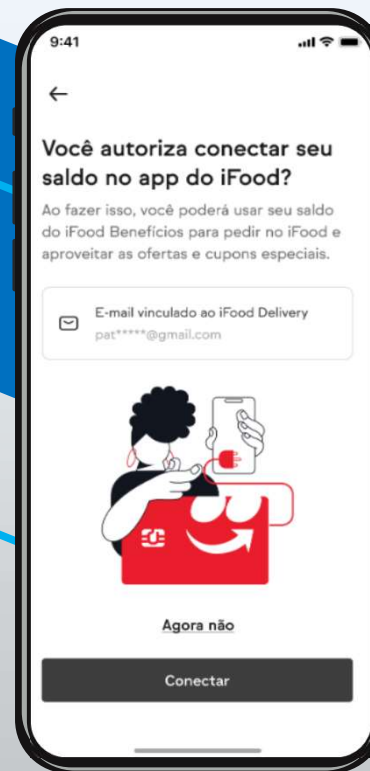 9:41
Você autoriza conectar seu
saldo no app do iFood?
Ao fazer isso, você poderá usar seu saldo
do iFood Benefícios para pedir no iFood e
aproveitar as ofertas e cupons especiais.
E-mail vinculado ao iFood Delivery
pat*****@gmail.com
Agora não
Conectar